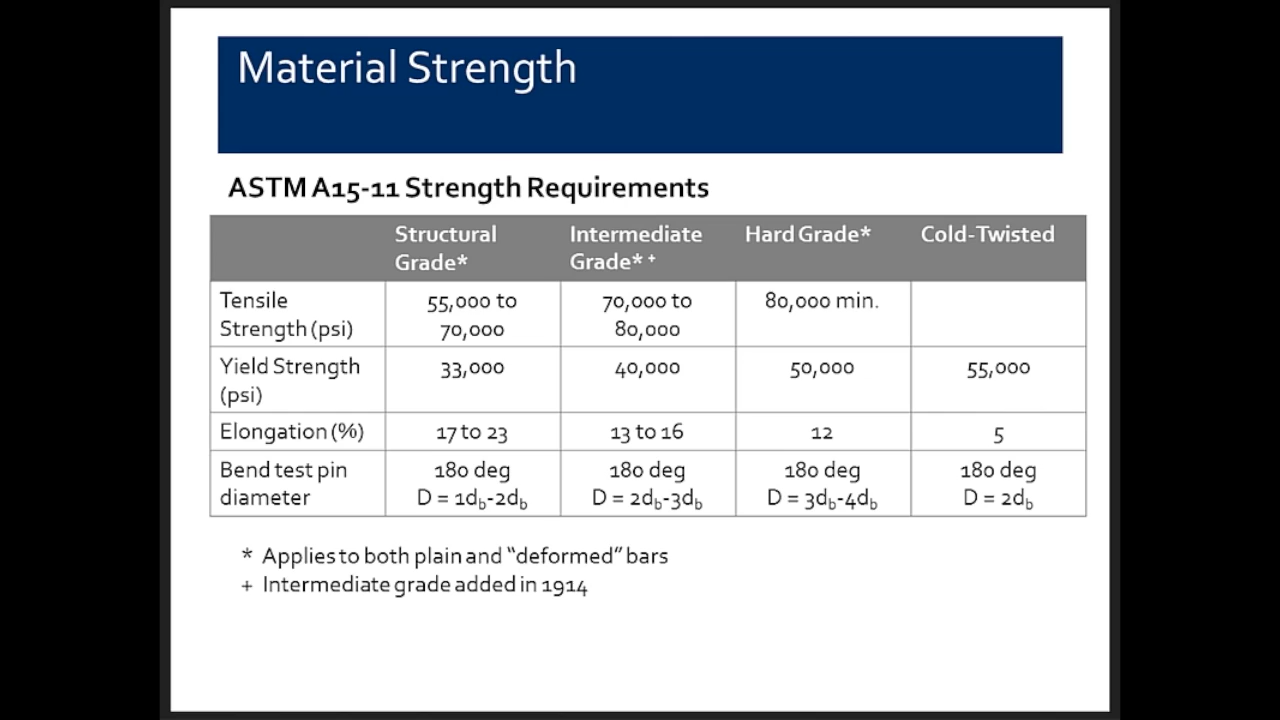 Material Strength
ASTM A15-11 Strength Requirements
Structural Grade* Intermediate Grade* + Hard Grade* Cold-Twisted
Tensile Strength (psi) 55,000 to 70,000 70,000 to 80,000 80,000 min.
Yield Strength (psi) 33,000 40,000 50,000 55,000
Elongation (%) 17 to 23 13 to 16 12 5
Bend test pin diameter 180 deg D = 1db-2db 180 deg D = 2db-3db 180 deg D = 3db-4db 180 deg D = 2db
* Applies to both plain and “deformed” bars
+ Intermediate grade added in 1914